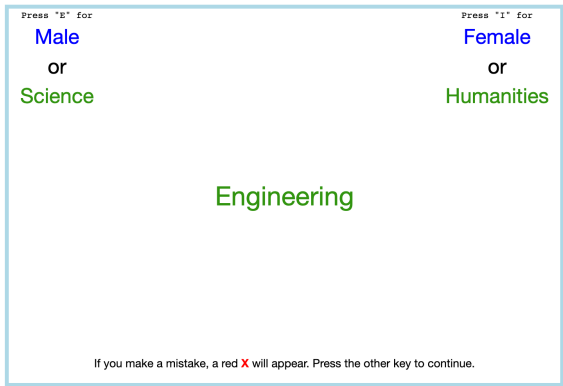 Press "E" for
Male
or
Science
Press "I" for
Female
or
Humanities
Engineering
If you make a mistake, a red X will appear. Press the other key to continue.